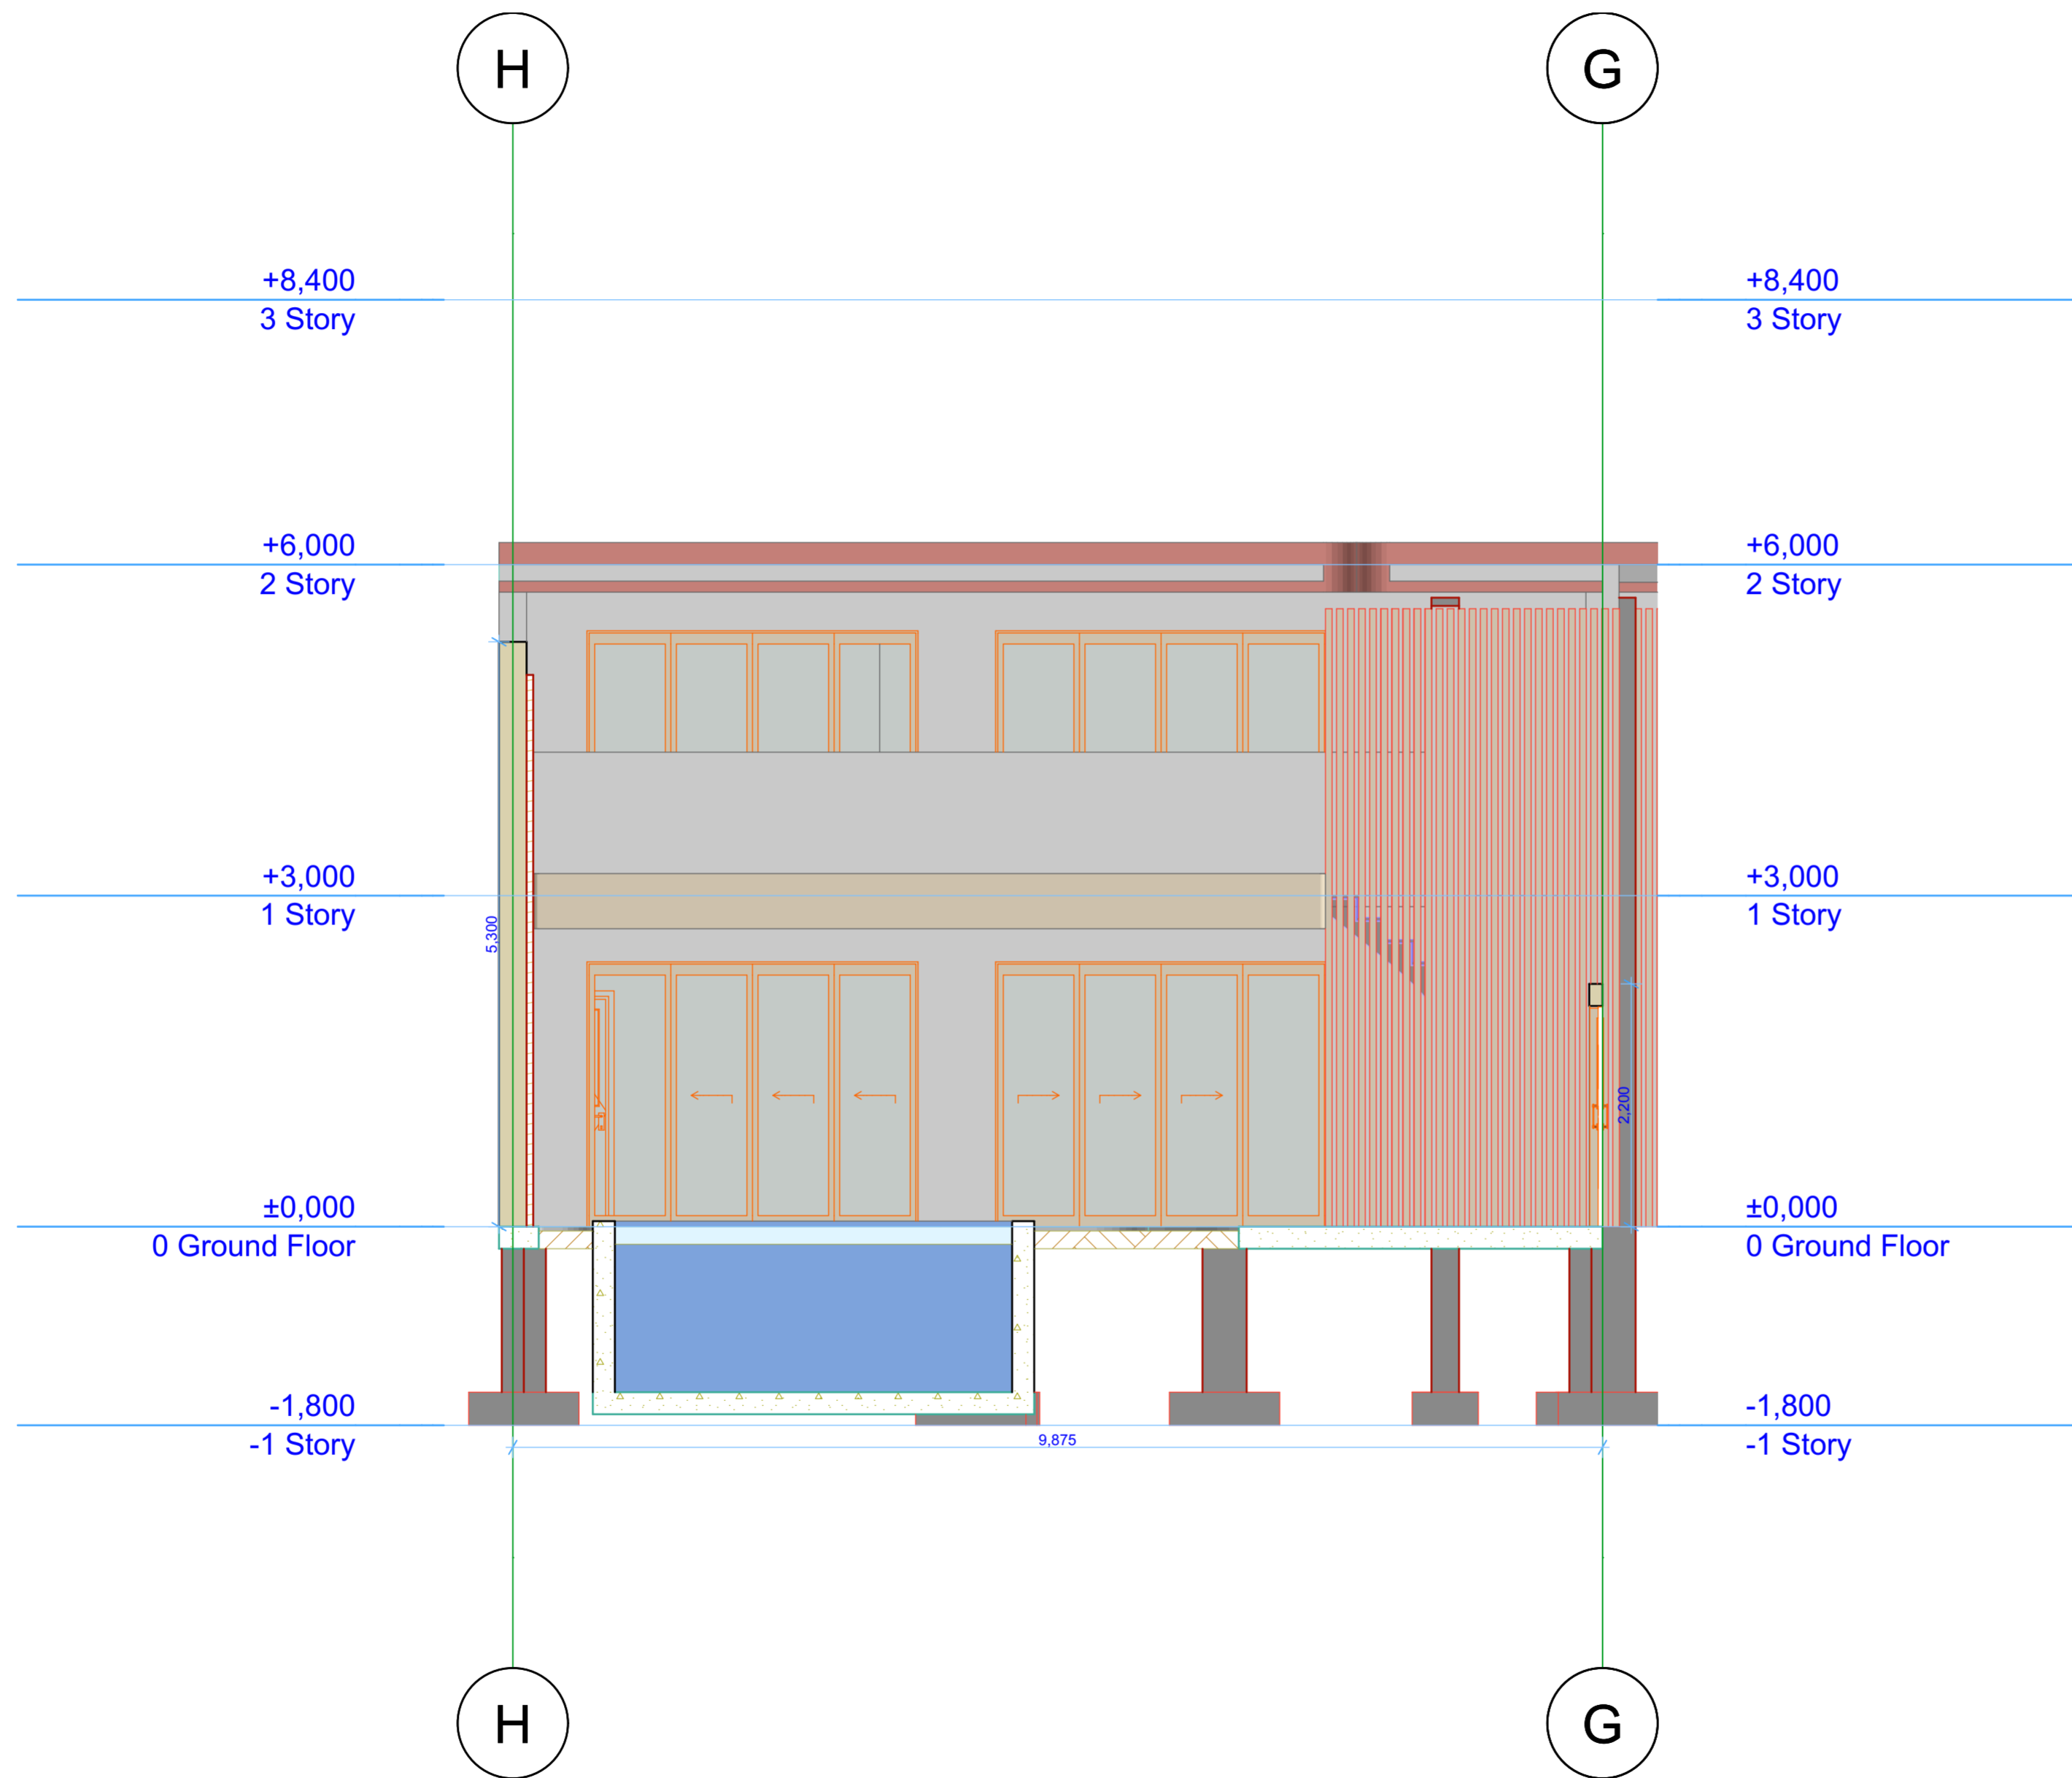 H
G
+8,400
3 Story
+8,400
3 Story
+6,000
2 Story
+6,000
2 Story
+3,000
1 Story
+3,000
1 Story
5,300
2,200
±0,000
0 Ground Floor
±0,000
0 Ground Floor
-1,800
-1 Story
-1,800
-1 Story
9,875
H
G